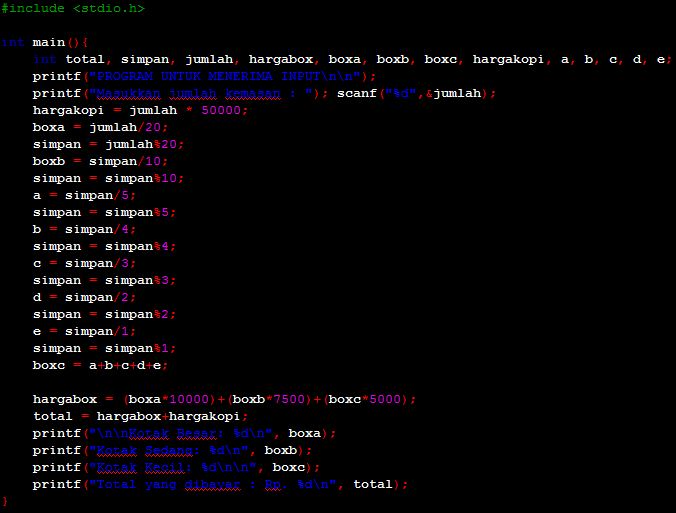 #include <stdio.h>
int main(){
int total, simpan, jumlah, hargabox, boxa, boxb, boxc, hargakopi, a, b, c, d, e;
printf("PROGRAM UNTUK MENERIMA INPUT\n\n");
printf("Masukkan jumlah kemasan : "); scanf("%d",&jumlah);
hargakopi = jumlah * 50000;
boxa = jumlah/20;
simpan = jumlah%20;
boxb = simpan/10;
simpan = simpan%10;
a = simpan/5;
simpan = simpan%5;
b = simpan/4;
simpan = simpan%4;
c = simpan/3;
simpan = simpan%3;
d = simpan/2;
simpan = simpan%2;
e = simpan/1;
simpan = simpan%1;
boxc = a+b+c+d+e;
hargabox = (boxa*10000)+(boxb*7500)+(boxc*5000);
total = hargabox+hargakopi;
printf("\n\nKotak Besar: %d\n", boxa);
printf("Kotak Sedang: %d\n", boxb);
printf("Kotak Kecil: %d\n\n", boxc);
printf("Total yang dibayar : Rp. %d\n", total);
}